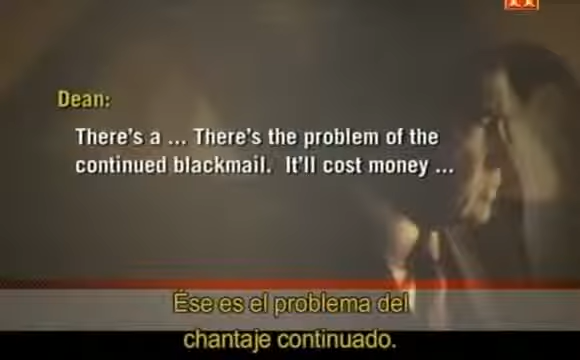 Dean:
There's a ... There's the problem of the
continued blackmail. It'll cost money ...
Ése es el problema del
chantaje continuado.